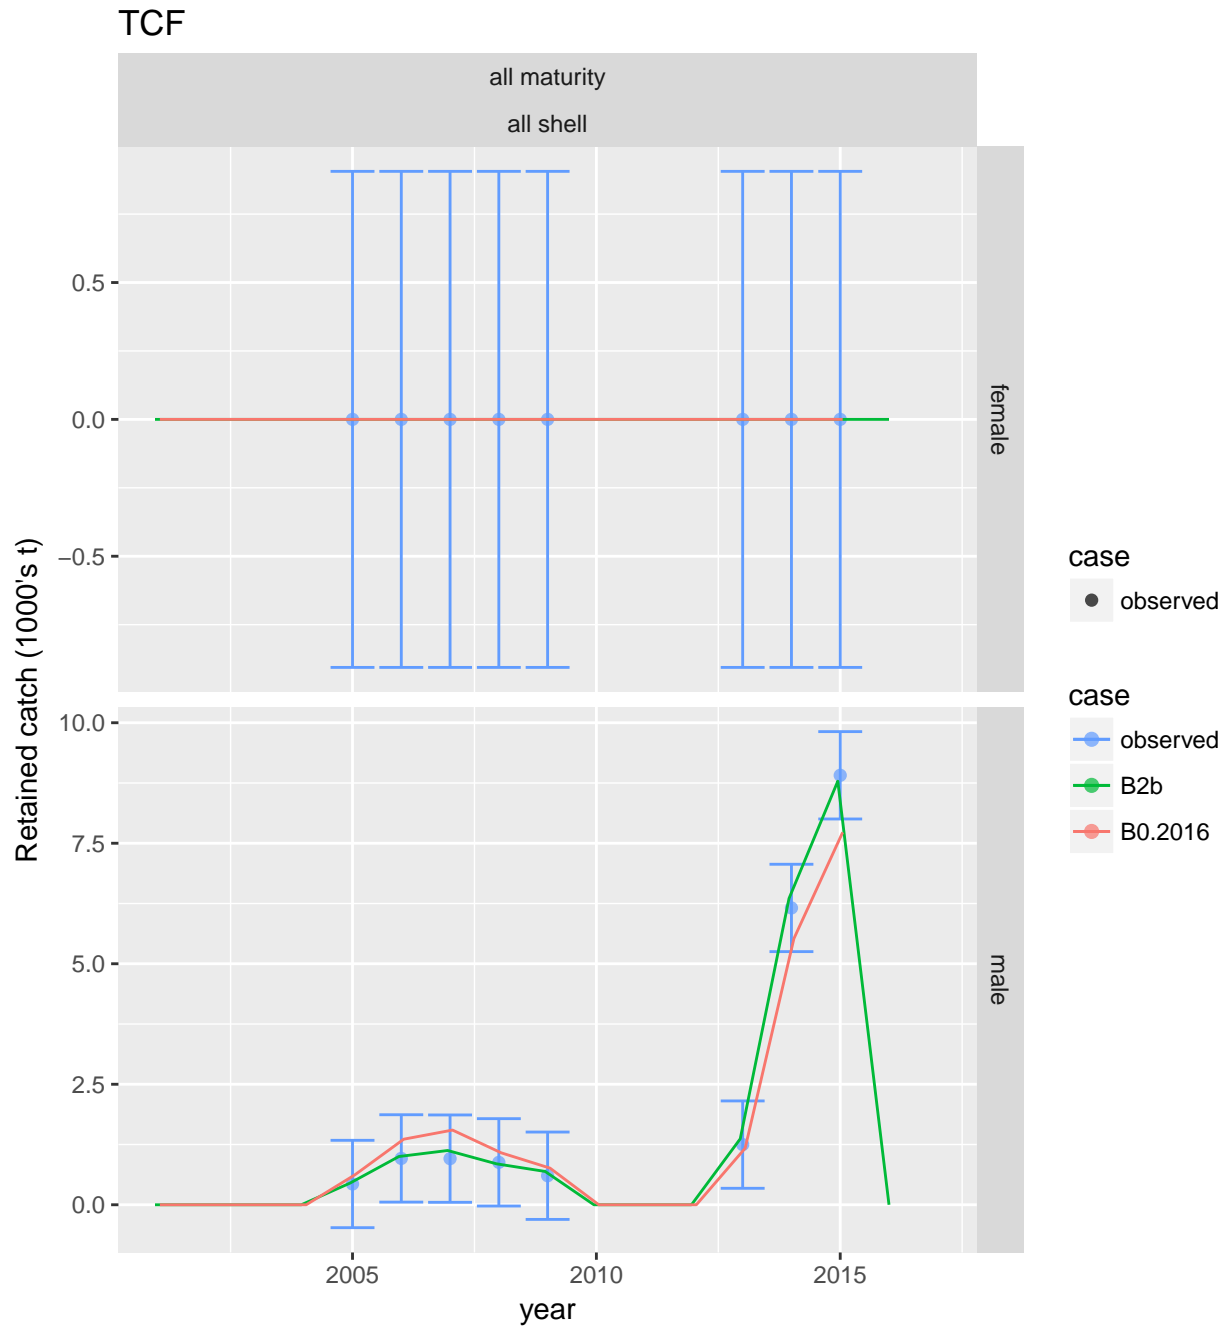 TCF
all maturity
all shell
0.5
0.0
−0.5
female
10.0
7.5
5.0
2.5
0.0
male
2005
2010
2015
year
Retained catch (1000's t)
case
observed
case
observed
B2b
B0.2016